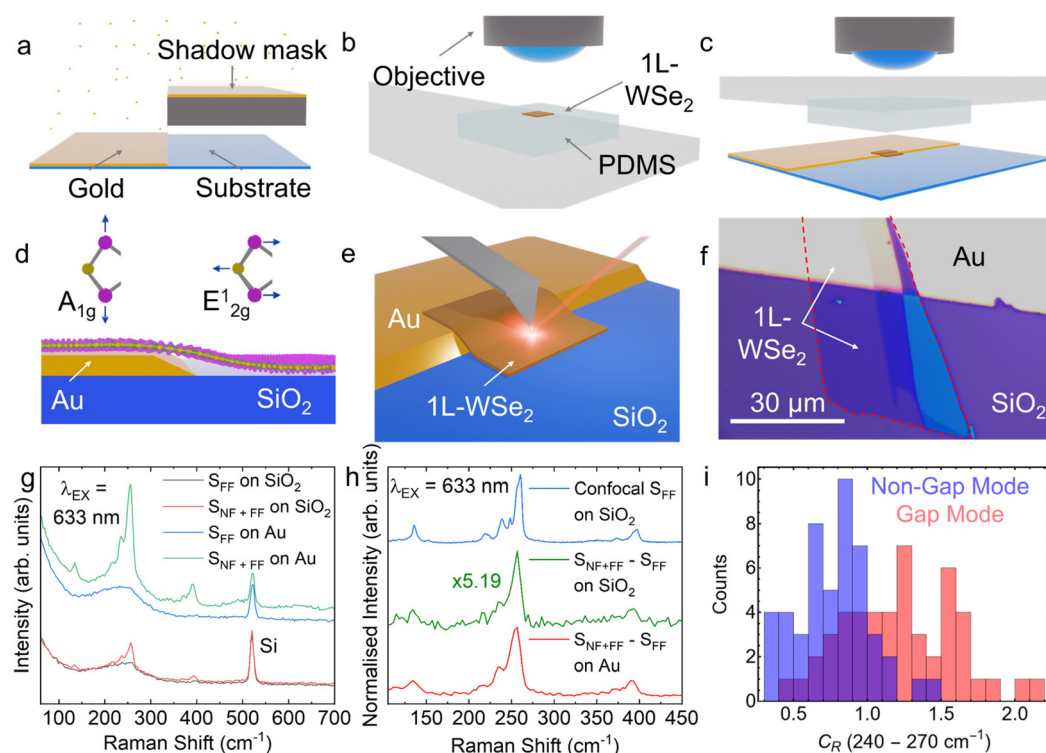 a
Shadow mask
Gold
Substrate
b
Objective
1L-
WSe₂
PDMS
c
d
A₁g
E¹₂g
Au
SiO₂
e
Au
1L-WSe₂
SiO₂
f
Au
1L-
WSe₂
30 µm
SiO₂
g
λEX =
633 nm
SFF on SiO₂
SNF + FF on SiO₂
SFF on Au
SNF + FF on Au
Si
Intensity (arb. units)
100 200 300 400 500 600 700
Raman Shift (cm⁻¹)
h
λEX = 633 nm
Confocal SFF
on SiO₂
x5.19
SNF+FF - SFF
on SiO₂
SNF+FF - SFF
on Au
Normalised Intensity (arb. units)
150 200 250 300 350 400 450
Raman Shift (cm⁻¹)
i
Non-Gap Mode
Gap Mode
Counts
10
8
6
4
2
0
0.5 1.0 1.5 2.0
CR (240 – 270 cm⁻¹)